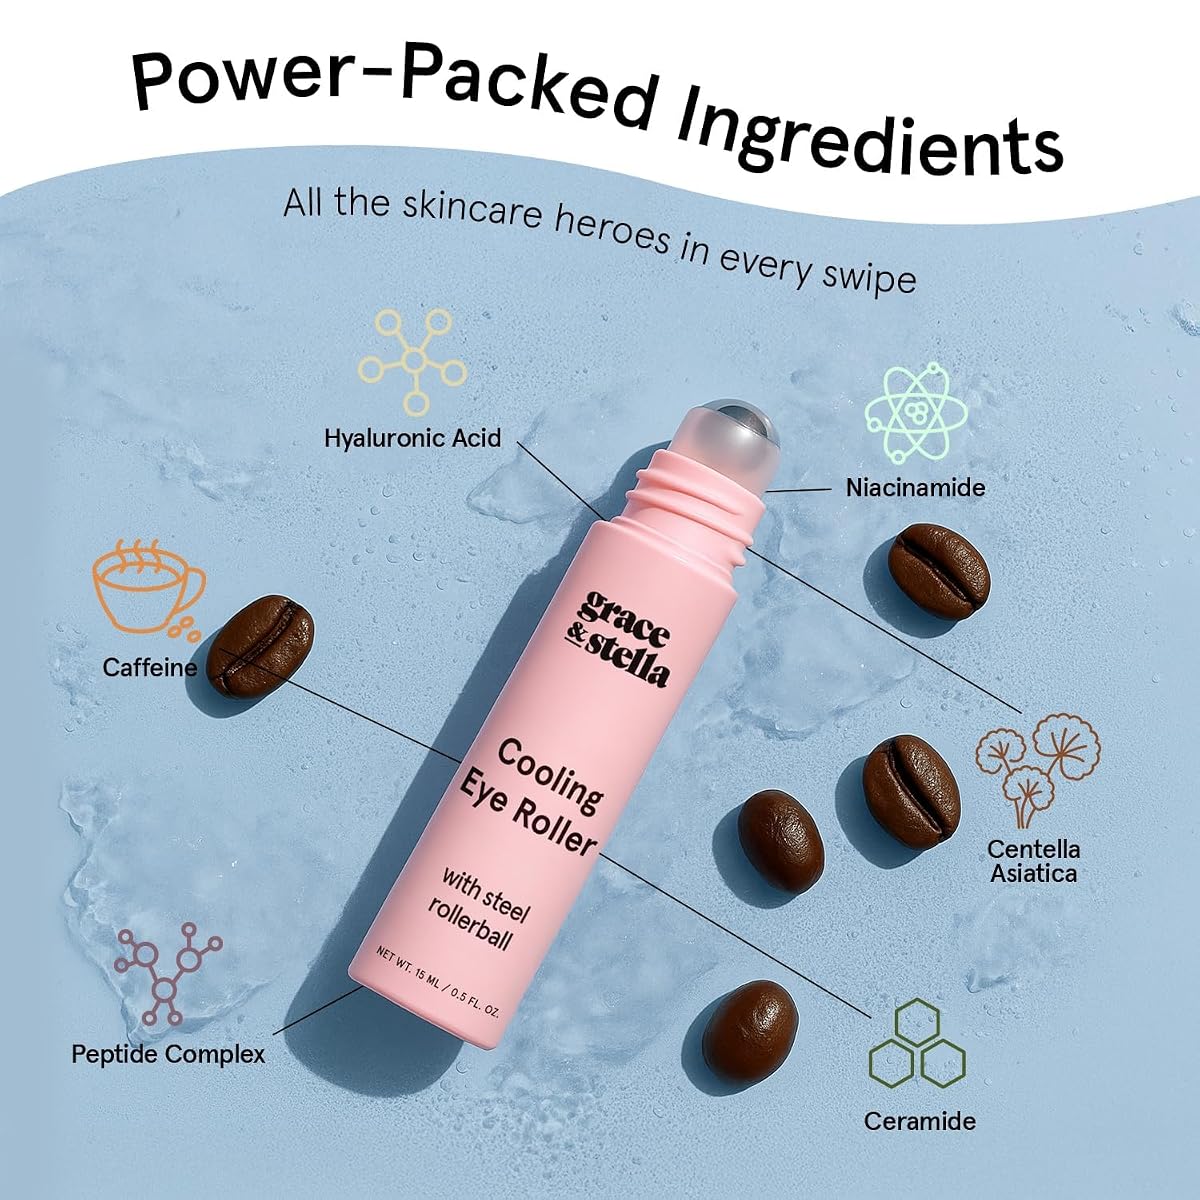 Power-Packed Ingredients
All the skincare heroes in every swipe
Hyaluronic Acid
Niacinamide
Caffeine
grace
& stella
Cooling
Eye Roller
with steel
rollerball
NET WT. 15 ML / 0.5 FL. OZ.
Centella
Asiatica
Peptide Complex
Ceramide